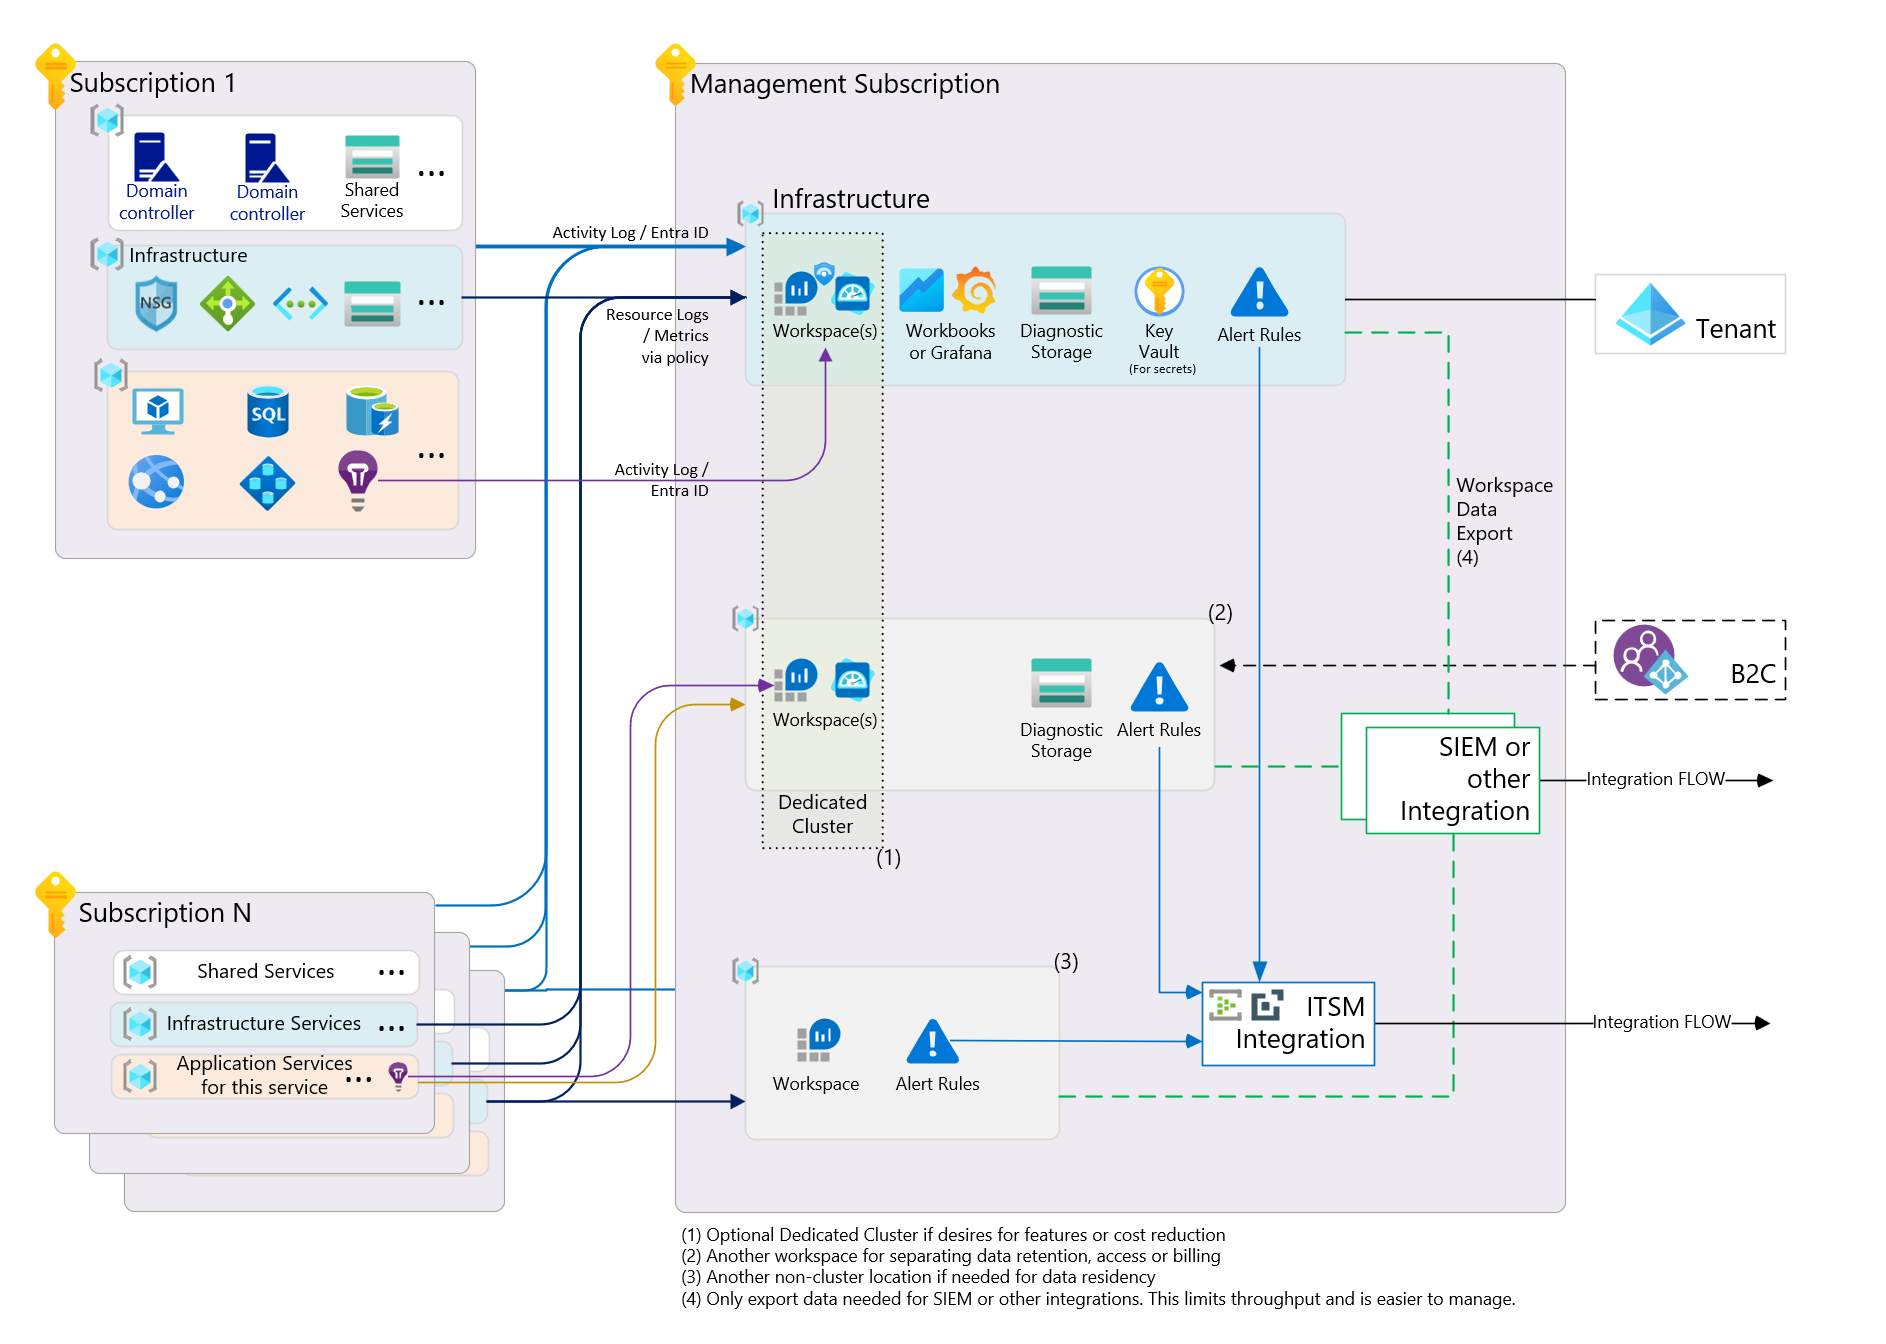 Subscription 1
Domain
controller
Domain
controller
Shared
Services
...
Infrastructure
NSG
...
SQL
...
Activity Log / Entra ID
Resource Logs
/ Metrics
via policy
Activity Log /
Entra ID
Management Subscription
Infrastructure
Workspace(s)
Workbooks
or Grafana
Diagnostic
Storage
Key
Vault
(For secrets)
Alert Rules
Tenant
Workspace
Data
Export
(4)
(2)
Workspace(s)
Diagnostic
Storage
Alert Rules
B2C
Dedicated
Cluster
(1)
SIEM or
other
Integration
Integration FLOW
Subscription N
Shared Services
...
Infrastructure Services
...
Application Services
for this service
...
(3)
Workspace
Alert Rules
ITSM
Integration
Integration FLOW
(1) Optional Dedicated Cluster if desires for features or cost reduction
(2) Another workspace for separating data retention, access or billing
(3) Another non-cluster location if needed for data residency
(4) Only export data needed for SIEM or other integrations. This limits throughput and is easier to manage.